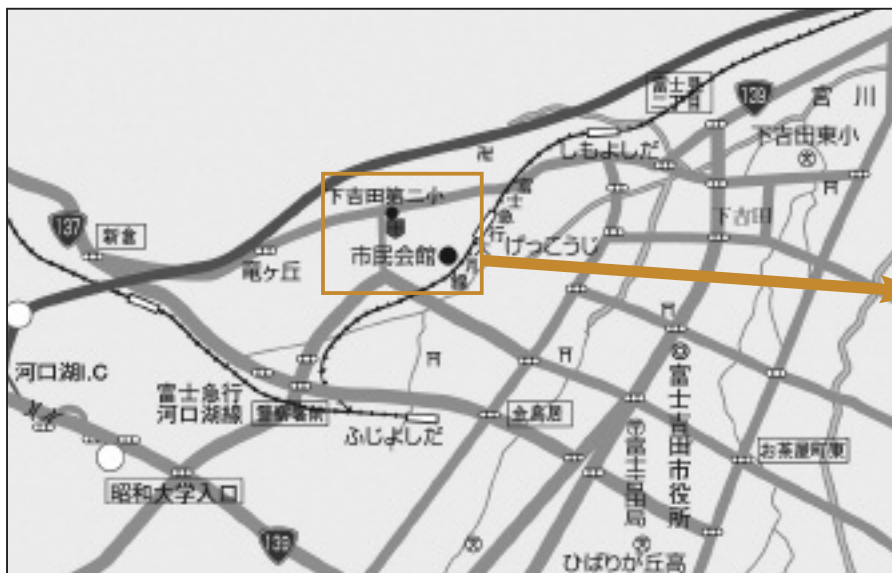 富士見
二丁目
139
宮川
下吉田東小
しもよしだ
下吉田第二小
富士急行
下吉田
137
新倉
市民会館
げっこうじ
竜ヶ丘
河口湖I.C
富士急行
河口湖線
警察署前
ふじよしだ
金鳥居
富士吉田市役所
お茶屋町東
昭和大学入口
富士吉田局
ひばりが丘高